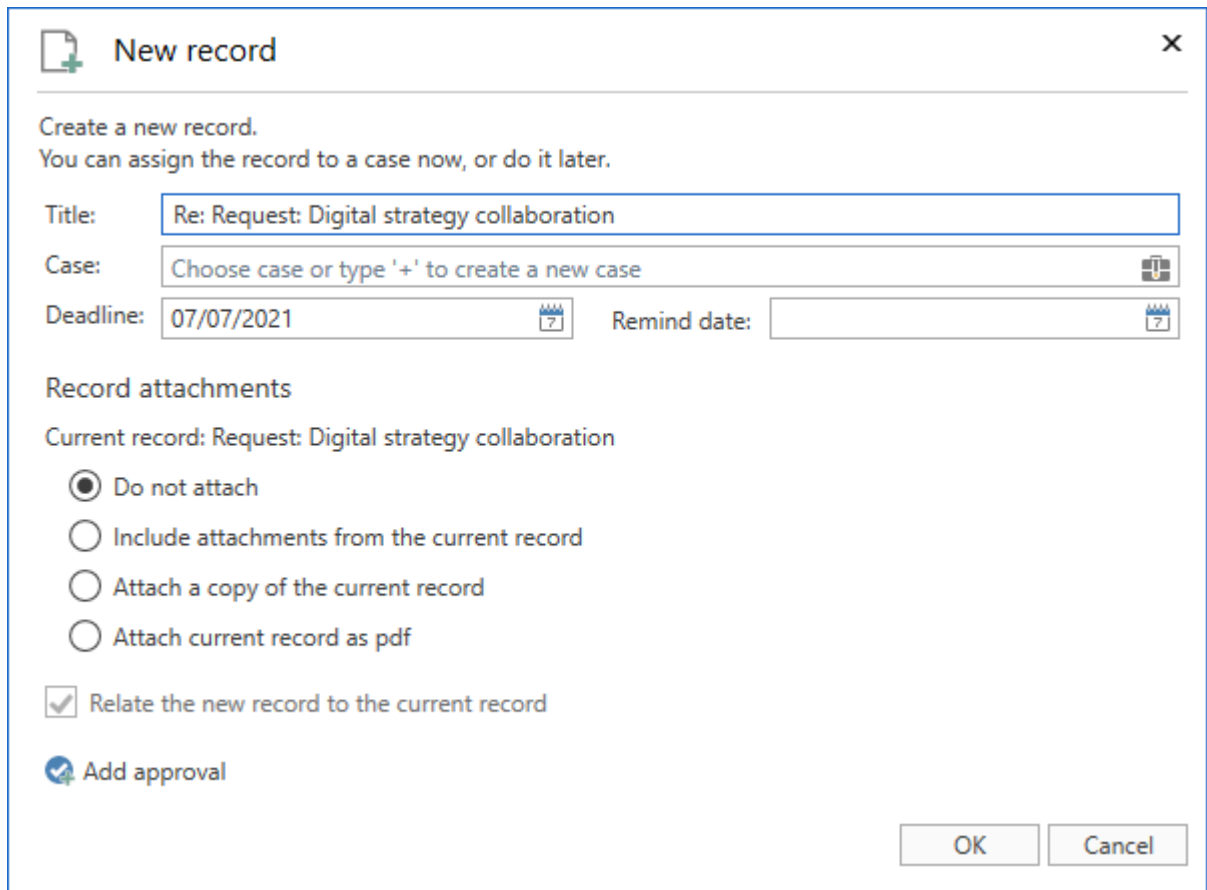 New record
Create a new record.
You can assign the record to a case now, or do it later.
Title: Re: Request: Digital strategy collaboration
Case: Choose case or type '+' to create a new case
Deadline: 07/07/2021 7 Remind date: 7
Record attachments
Current record: Request: Digital strategy collaboration
Do not attach
Include attachments from the current record
Attach a copy of the current record
Attach current record as pdf
Relate the new record to the current record
Add approval
OK Cancel